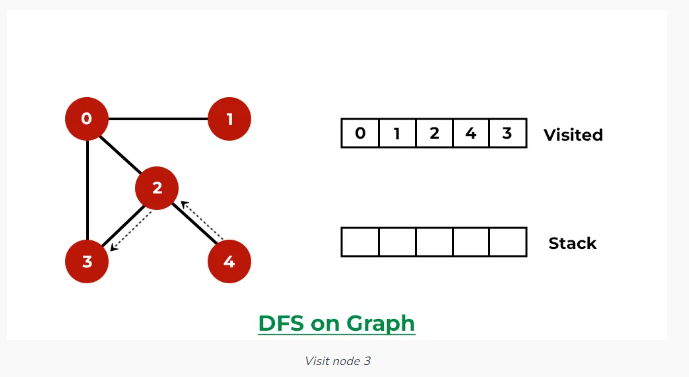 0 1
0 1 2 4 3 Visited
2
3 4
Stack
DFS on Graph
Visit node 3